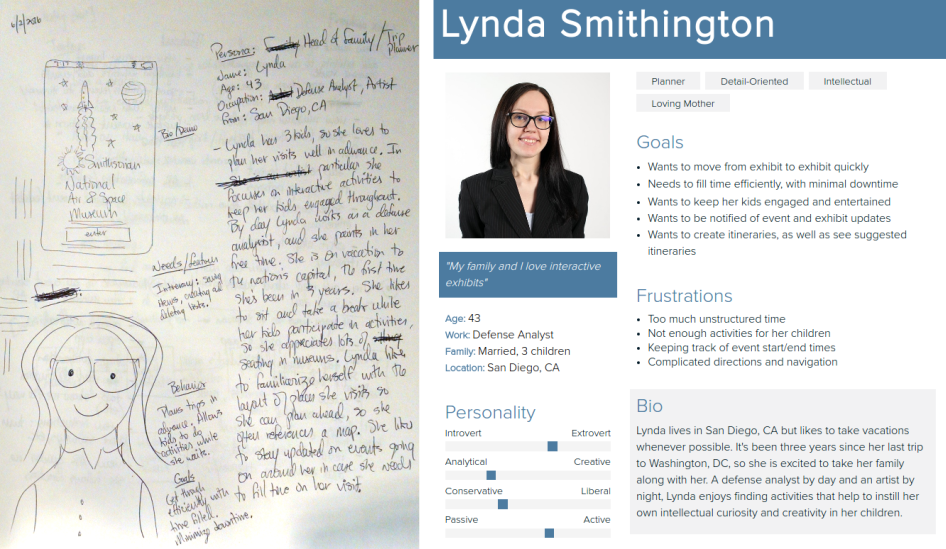 6/2/2016
Smithsonian
National
Air & Space
Museum
enter
Persona: Head of Family/Trip
Planner
Name: Lynda
Age: 43
Occupation: Defense Analyst, Artist
From: San Diego, CA
Bio/Demo
- Lynda has 3 kids, so she loves to
plan her visits well in advance. In
particular she
focuses on interactive activities to
keep her kids engaged throughout.
By day Lynda works as a defense
analyst, and she paints in her
free time. She is on vacation to
the nation's capital, the first time
she's been in 3 years. She likes
to sit and take a break while
her kids participate in activities,
so she appreciates lots of
seating in museums. Lynda likes
to familiarize herself with the
layout of places she visits so
she can plan ahead, so she
often references a map. She likes
to stay updated on events going
on around her in case she needs
to fill time on her visit.
Needs/features
Itinerary: saving
items, creating and
deleting lists.
Behavior
Plans trips in
advance. Allows
kids to do
activities while
she waits.
Goals
Get through
efficiently with
time filled.
Minimizing downtime.
Lynda Smithington
"My family and I love interactive
exhibits"
Age: 43
Work: Defense Analyst
Family: Married, 3 children
Location: San Diego, CA
Personality
Introvert Extrovert
Analytical Creative
Conservative Liberal
Passive Active
Planner Detail-Oriented Intellectual
Loving Mother
Goals
• Wants to move from exhibit to exhibit quickly
• Needs to fill time efficiently, with minimal downtime
• Wants to keep her kids engaged and entertained
• Wants to be notified of event and exhibit updates
• Wants to create itineraries, as well as see suggested
itineraries
Frustrations
• Too much unstructured time
• Not enough activities for her children
• Keeping track of event start/end times
• Complicated directions and navigation
Bio
Lynda lives in San Diego, CA but likes to take vacations
whenever possible. It's been three years since her last trip
to Washington, DC, so she is excited to take her family
along with her. A defense analyst by day and an artist by
night, Lynda enjoys finding activities that help to instill her
own intellectual curiosity and creativity in her children.